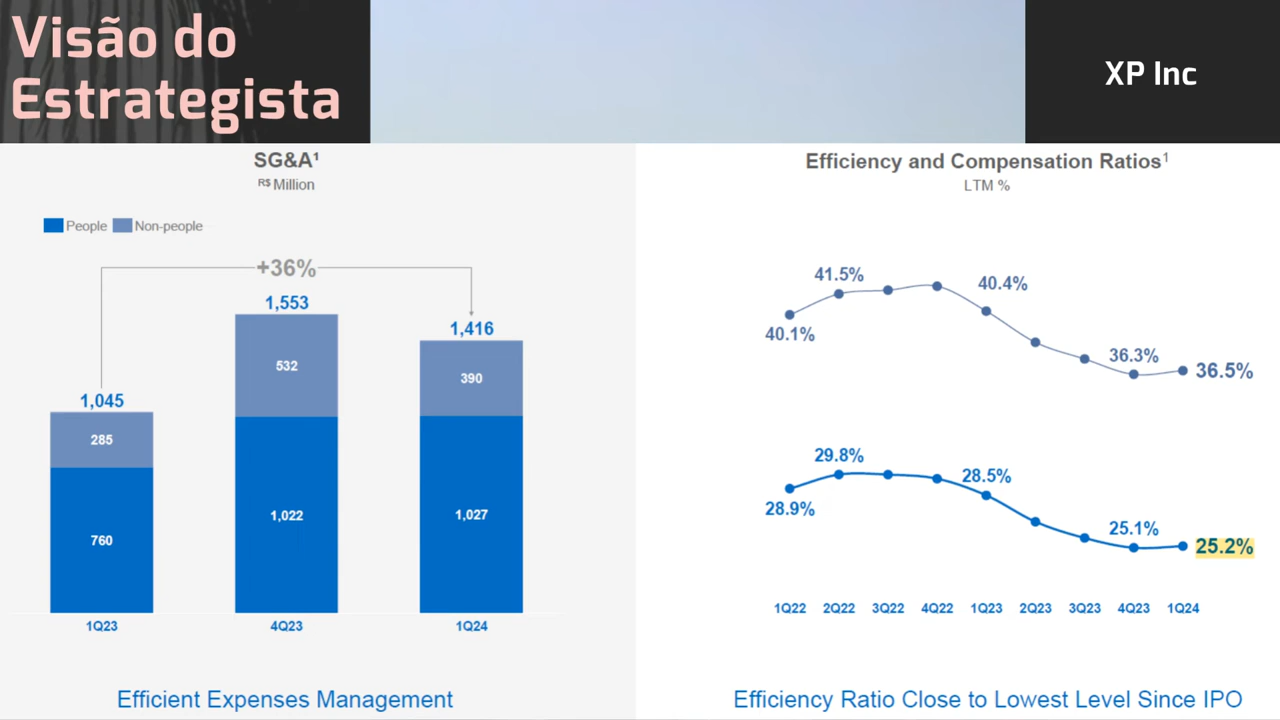 Visão do
Estrategista
XP Inc
SG&A¹
R$ Million
People
Non-people
+36%
1,045
285
760
1Q23
1,553
532
1,022
4Q23
1,416
390
1,027
1Q24
Efficient Expenses Management
Efficiency and Compensation Ratios¹
LTM %
40.1%
41.5%
40.4%
36.3%
36.5%
28.9%
29.8%
28.5%
25.1%
25.2%
1Q22 2Q22 3Q22 4Q22 1Q23 2Q23 3Q23 4Q23 1Q24
Efficiency Ratio Close to Lowest Level Since IPO